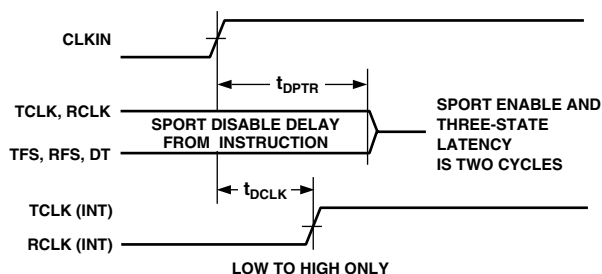 CLKIN
tDPTR
TCLK, RCLK
SPORT DISABLE DELAY
FROM INSTRUCTION
TFS, RFS, DT
SPORT ENABLE AND
THREE-STATE
LATENCY
IS TWO CYCLES
tDCLK
TCLK (INT)
RCLK (INT)
LOW TO HIGH ONLY